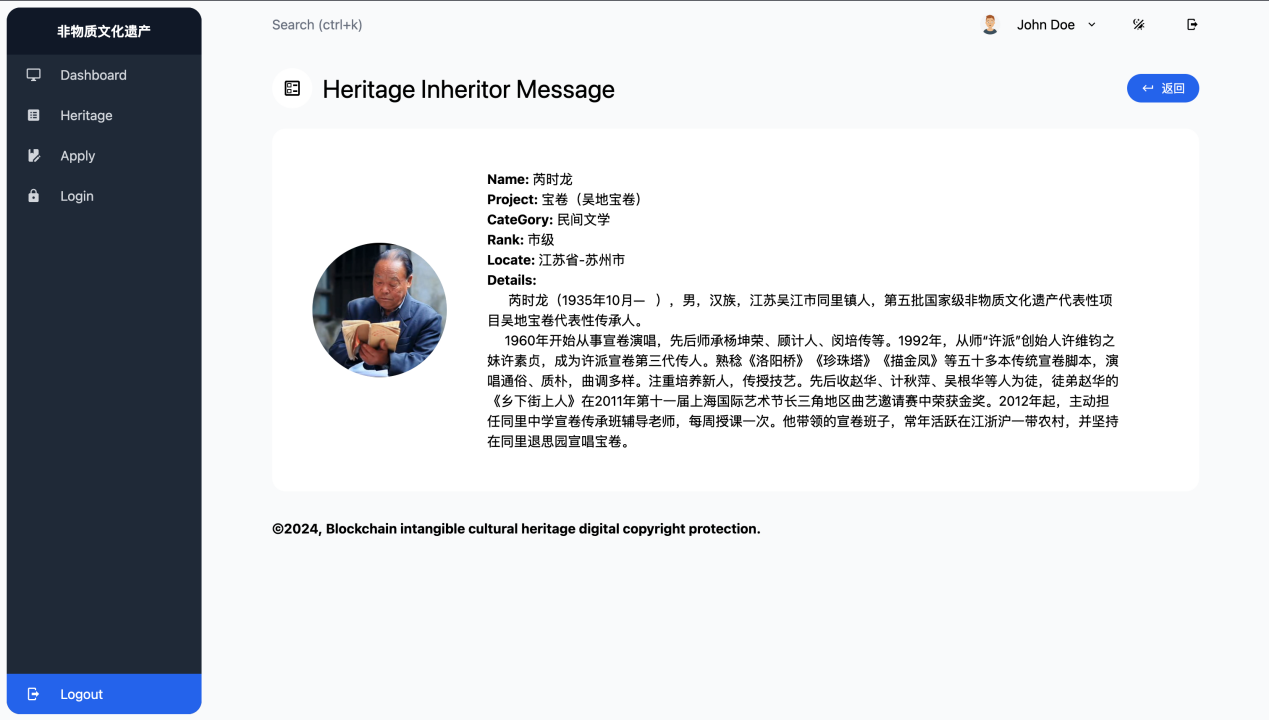 非物质文化遗产
Dashboard
Heritage
Apply
Login
Logout
Search (ctrl+k)
John Doe
Heritage Inheritor Message
返回
Name: 芮时龙
Project: 宝卷（吴地宝卷）
CateGory: 民间文学
Rank: 市级
Locate: 江苏省-苏州市
Details:
芮时龙（1935年10月—  ），男，汉族，江苏吴江市同里镇人，第五批国家级非物质文化遗产代表性项
目吴地宝卷代表性传承人。
1960年开始从事宣卷演唱，先后师承杨坤荣、顾计人、闵培传等。1992年，从师“许派”创始人许维钧之
妹许素贞，成为许派宣卷第三代传人。熟稔《洛阳桥》《珍珠塔》《描金凤》等五十多本传统宣卷脚本，演
唱通俗、质朴，曲调多样。注重培养新人，传授技艺。先后收赵华、计秋萍、吴根华等人为徒，徒弟赵华的
《乡下街上人》在2011年第十一届上海国际艺术节长三角地区曲艺邀请赛中荣获金奖。2012年起，主动担
任同里中学宣卷传承班辅导老师，每周授课一次。他带领的宣卷班子，常年活跃在江浙沪一带农村，并坚持
在同里退思园宣唱宝卷。
©2024, Blockchain intangible cultural heritage digital copyright protection.